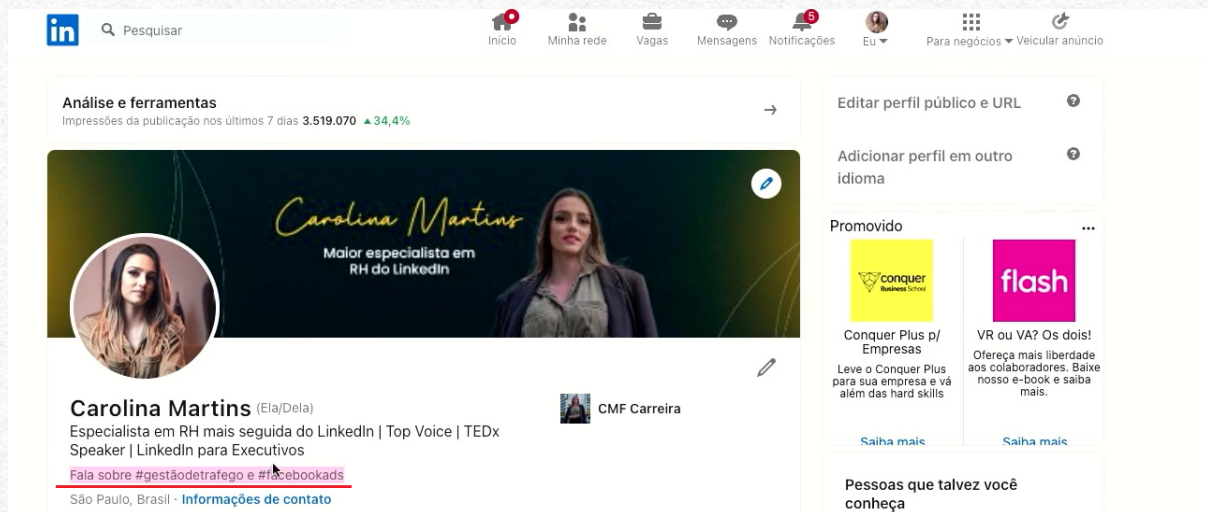 in
Pesquisar
Início
Minha rede
Vagas
Mensagens
5
Notificações
Eu
Para negócios
Veicular anúncio
Análise e ferramentas
Impressões da publicação nos últimos 7 dias 3.519.070 34,4%
Carolina Martins
Maior especialista em
RH do LinkedIn
Carolina Martins (Ela/Dela)
Especialista em RH mais seguida do LinkedIn | Top Voice | TEDx
Speaker | LinkedIn para Executivos
Fala sobre #gestãodetrafego e #facebookads
São Paulo, Brasil · Informações de contato
CMF Carreira
Editar perfil público e URL
?
Adicionar perfil em outro
idioma
?
Promovido
conquer
Business School
Conquer Plus p/
Empresas
Leve o Conquer Plus
para sua empresa e vá
além das hard skills
Saiba mais
flash
VR ou VA? Os dois!
Ofereça mais liberdade
aos colaboradores. Baixe
nosso e-book e saiba
mais.
Saiba mais
Pessoas que talvez você
conheça